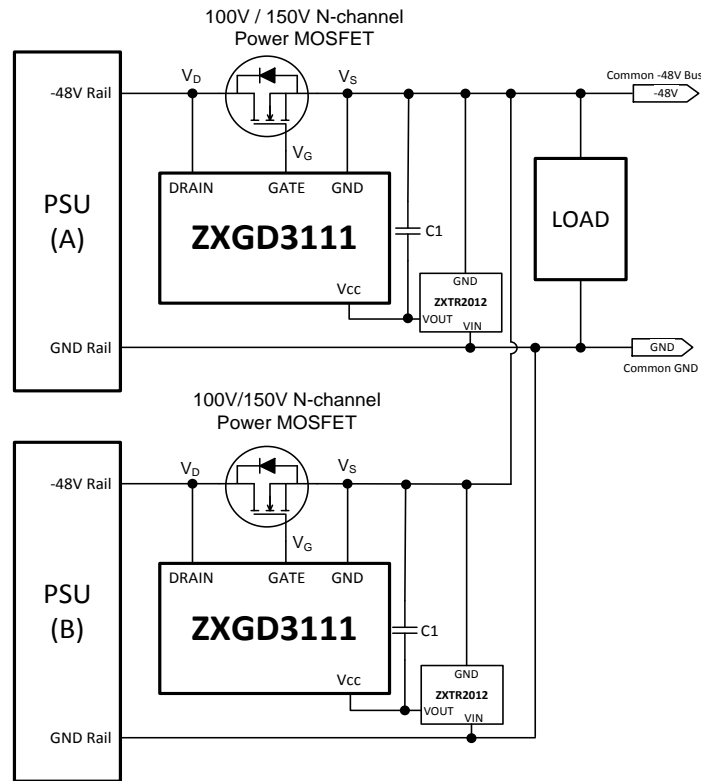 100V / 150V N-channel
Power MOSFET
VD
VS
Common -48V Bus
-48V Rail
-48V
VG
DRAIN
GATE
GND
PSU
(A)
ZXGD3111
LOAD
C1
Vcc
GND
ZXTR2012
VOUT
VIN
GND Rail
GND
Common GND
100V/150V N-channel
Power MOSFET
VD
VS
-48V Rail
VG
DRAIN
GATE
GND
PSU
(B)
ZXGD3111
C1
Vcc
GND
ZXTR2012
VOUT
VIN
GND Rail